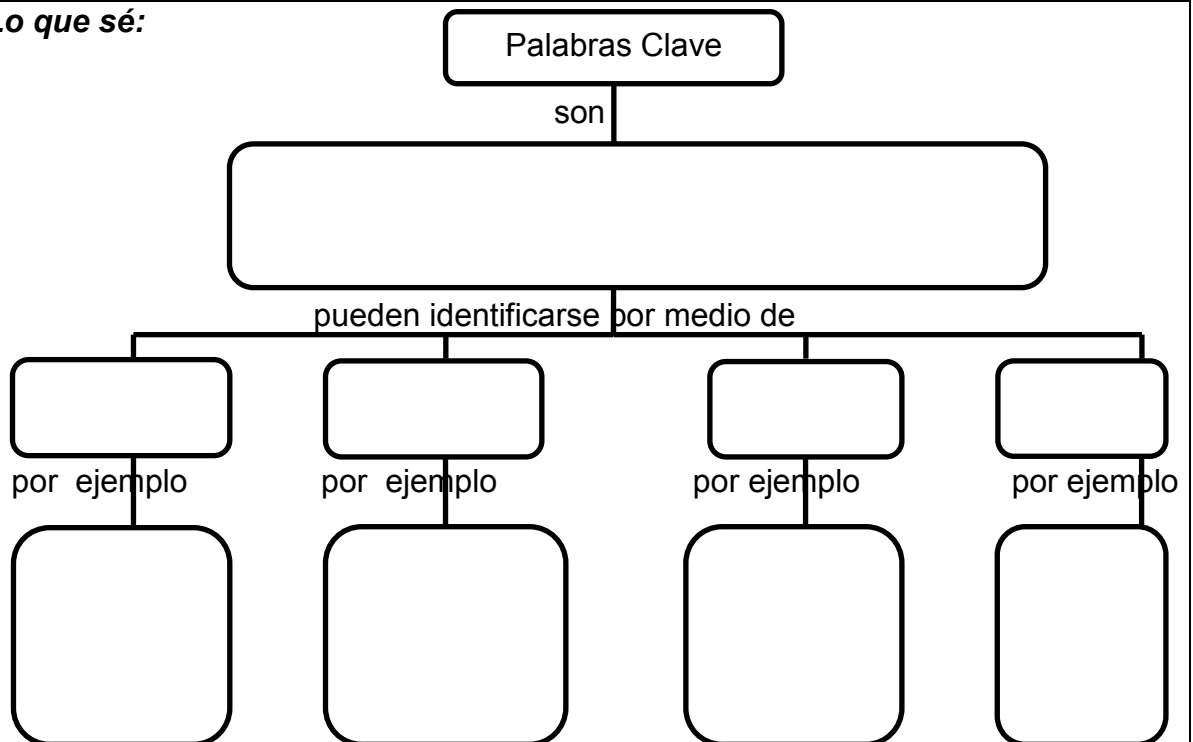 Lo que sé:
Palabras Clave
son
pueden identificarse por medio de
por ejemplo
por ejemplo
por ejemplo
por ejemplo